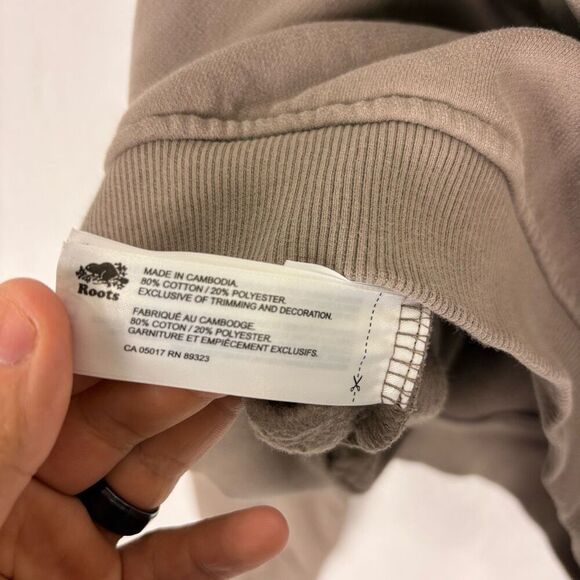 Roots
MADE IN CAMBODIA.
80% COTTON / 20% POLYESTER.
EXCLUSIVE OF TRIMMING AND DECORATION.
FABRIQUÉ AU CAMBODGE.
80% COTON / 20% POLYESTER.
GARNITURE ET EMPIÈCEMENT EXCLUSIFS.
CA 05017 RN 89323